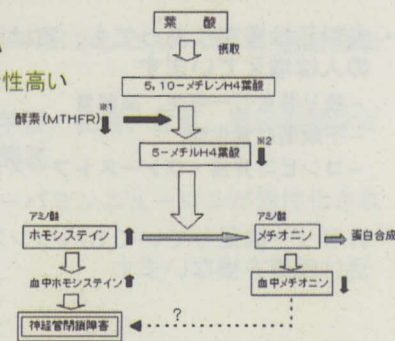 葉 酸
摂取
性高い
5,10-メチレンH4葉酸
※1
酵素(MTHFR)
5-メチルH4葉酸
※2
アミノ酸
ホモシステイン
アミノ酸
メチオニン
蛋白合成
血中ホモシステイン
血中メチオニン
?
神経管閉鎖障害